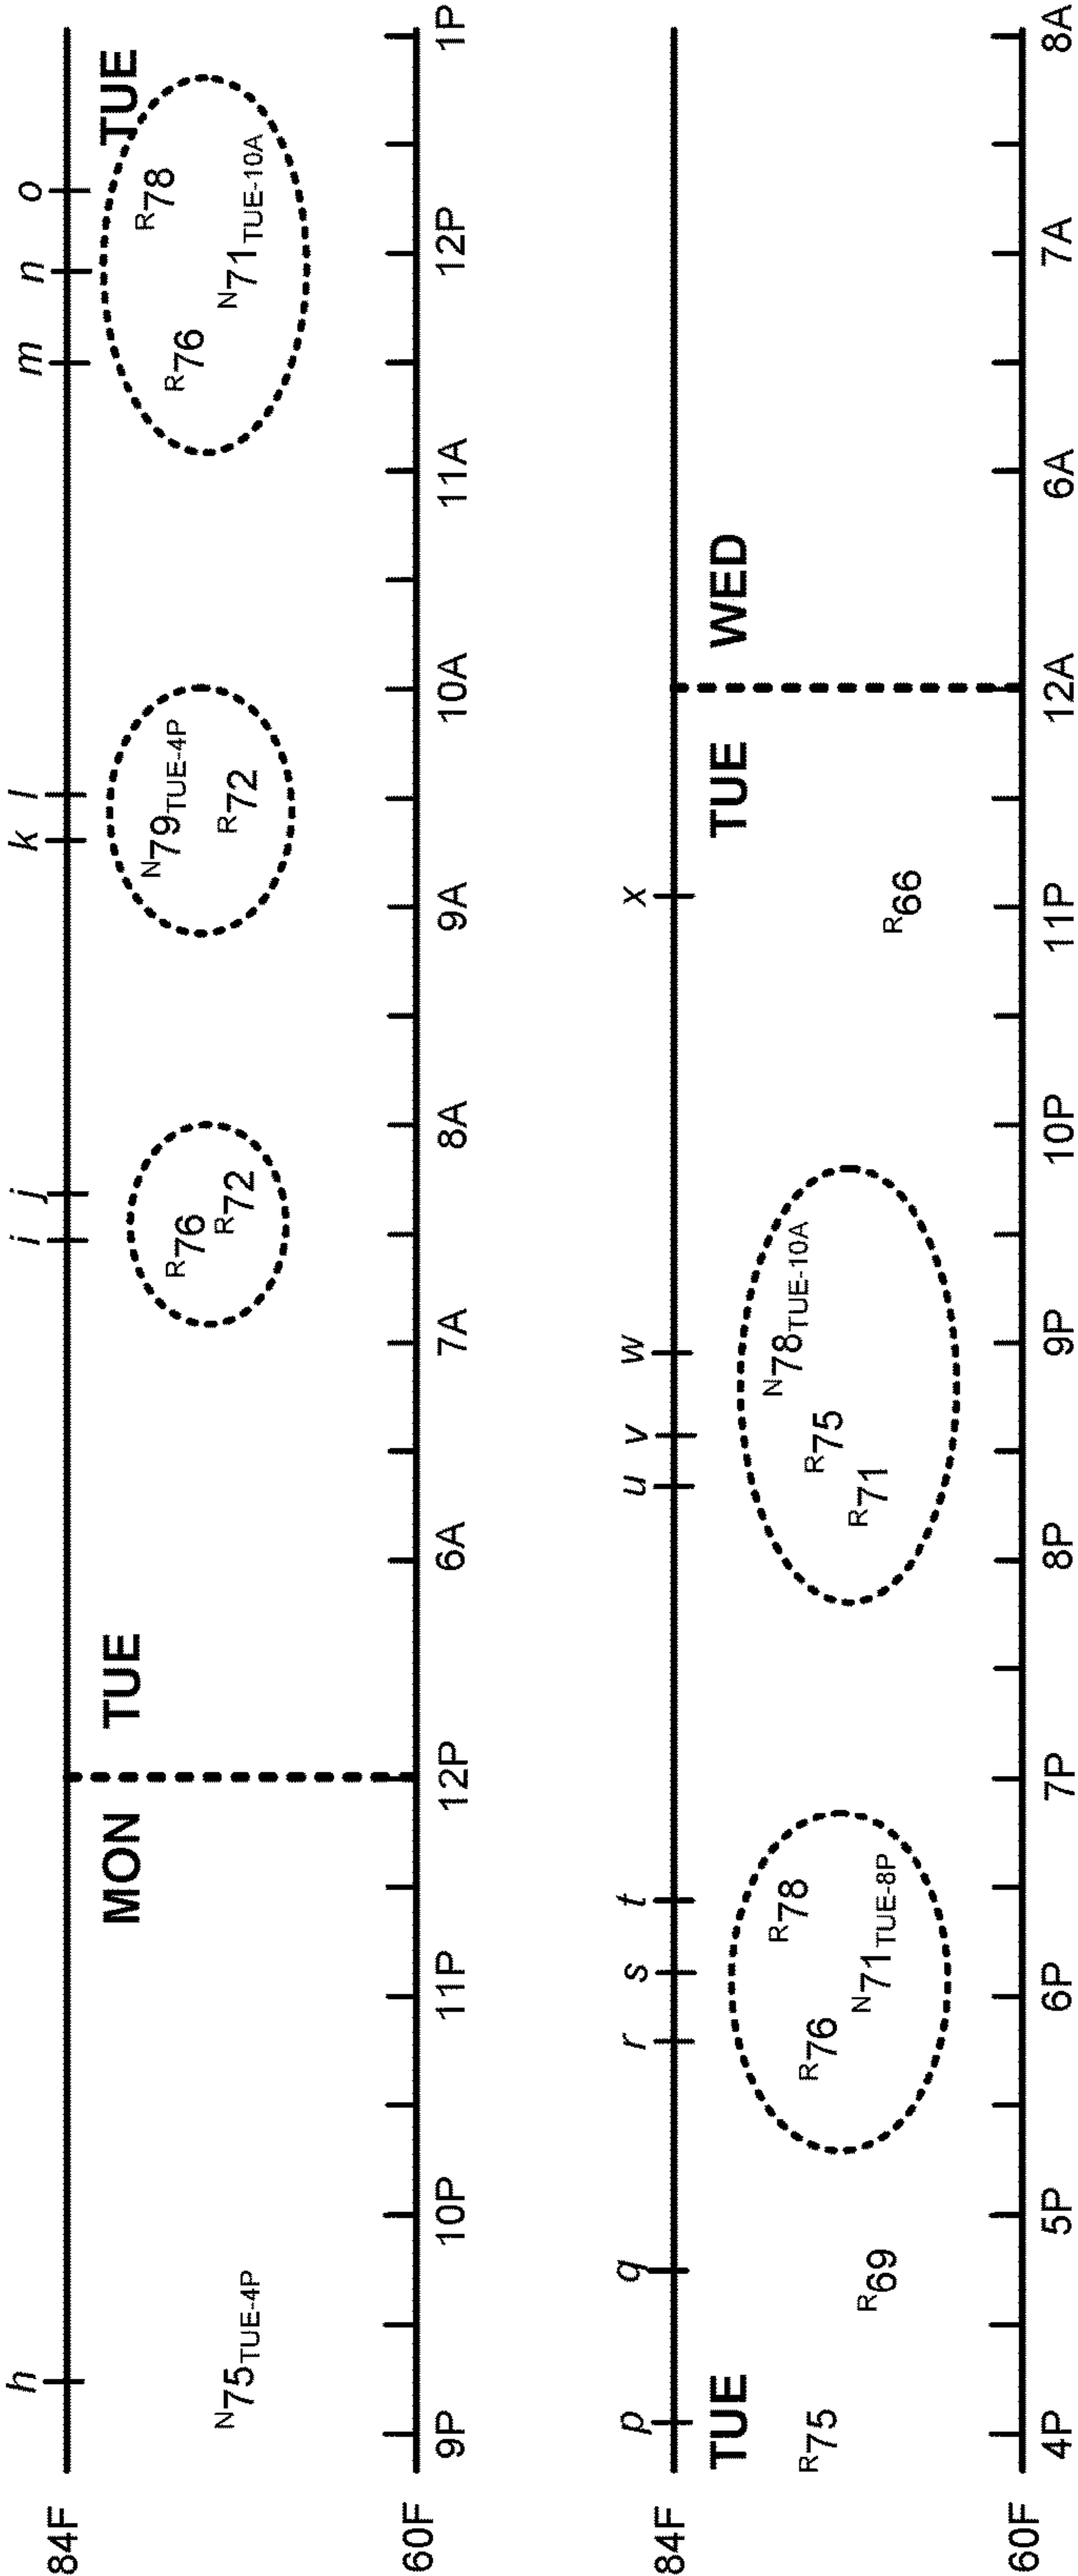 h i j k l m n o
84F
MON TUE TUE
N75TUE-4P R76 R72 N79TUE-4P R72 R76 N71TUE-10A R78
60F
9P 10P 11P 12P 6A 7A 8A 9A 10A 11A 12P 1P
p q r s t u v w x
84F
TUE TUE WED
R75 R69 R76 N71TUE-8P R78 R71 R75 N78TUE-10A R66
60F
4P 5P 6P 7P 8P 9P 10P 11P 12A 6A 7A 8A